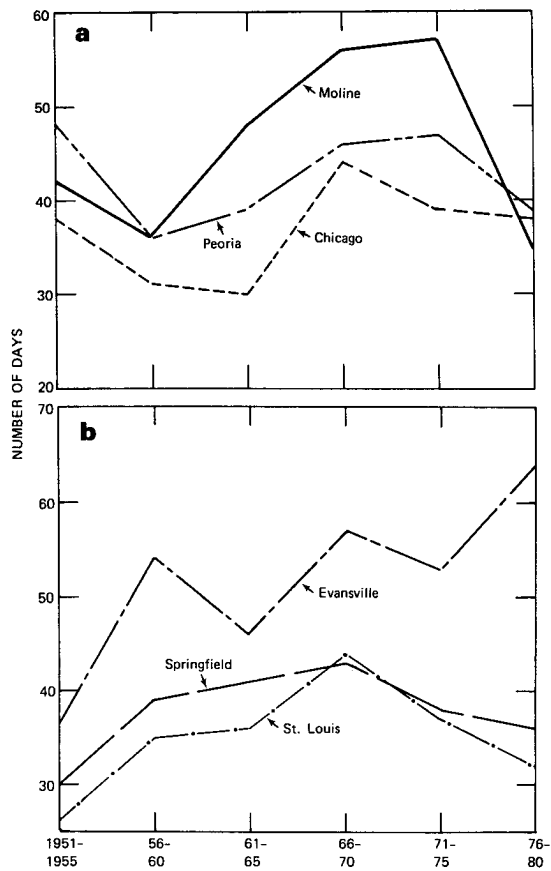 60
a
50
Moline
40
Peoria
Chicago
30
20
NUMBER OF DAYS
70
b
60
Evansville
50
Springfield
40
St. Louis
30
1951-
1955
56-
60
61-
65
66-
70
71-
75
76-
80